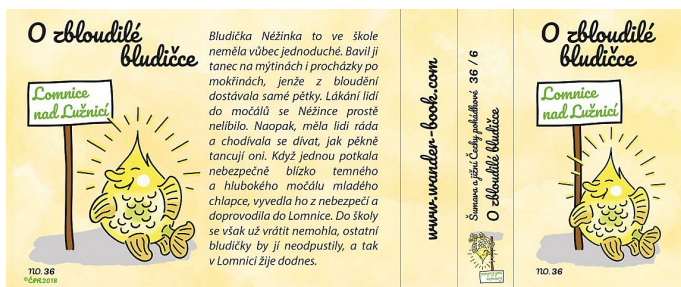 O zbloudilé
bludičce
Lomnice
nad Lužnicí
NO. 36
©ČPR 2018
Bludička Néžinka to ve škole
neměla vůbec jednoduché. Bavil ji
tanec na mýtinách i procházky po
mokřinách, jenže z bloudění
dostávala samé pětky. Lákání lidí
do močálů se Néžince prostě
nelíbilo. Naopak, měla lidi ráda
a chodívala se dívat, jak pěkně
tancují oni. Když jednou potkala
nebezpečně blízko temného
a hlubokého močálu mladého
chlapce, vyvedla ho z nebezpečí a
doprovodila do Lomnice. Do školy
se však už vrátit nemohla, ostatní
bludičky by jí neodpustily, a tak
v Lomnici žije dodnes.
www.wander-book.com
Šumava a jižní Čechy pohádkové 36 / 6
O zbloudilé bludičce
O zbloudilé
bludičce
Lomnice
nad Lužnicí
NO. 36